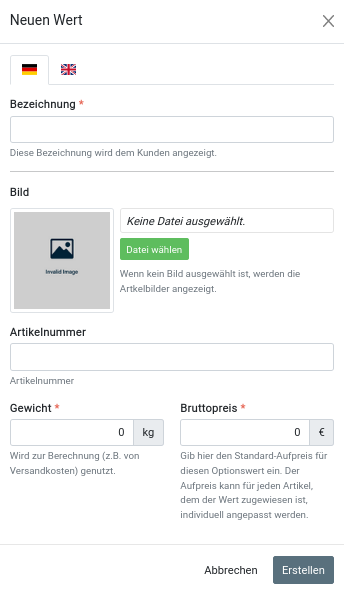 Neuen Wert
Bezeichnung *
Diese Bezeichnung wird dem Kunden angezeigt.
Bild
Invalid Image
Keine Datei ausgewählt.
Datei wählen
Wenn kein Bild ausgewählt ist, werden die
Artkelbilder angezeigt.
Artikelnummer
Artikelnummer
Gewicht *
0 kg
Wird zur Berechnung (z.B. von
Versandkosten) genutzt.
Bruttopreis *
0 €
Gib hier den Standard-Aufpreis für
diesen Optionswert ein. Der
Aufpreis kann für jeden Artikel,
dem der Wert zugewiesen ist,
individuell angepasst werden.
Abbrechen
Erstellen